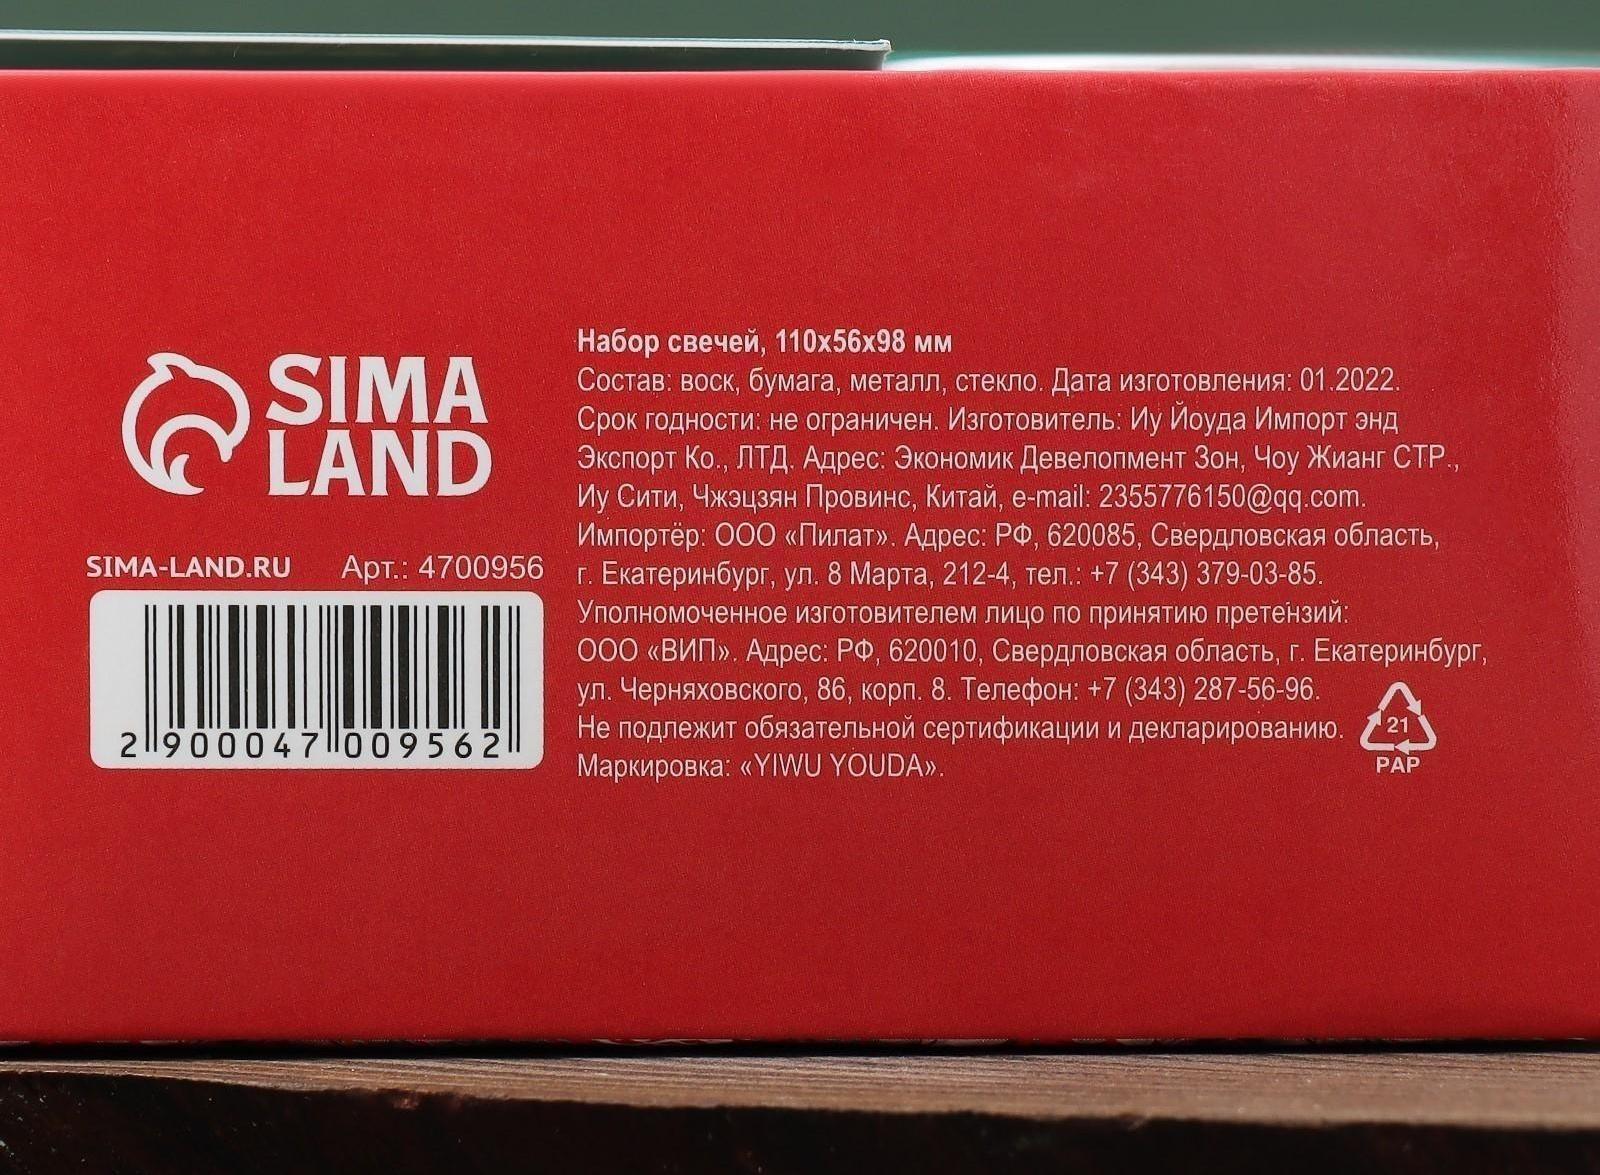 SIMA
LAND
SIMA-LAND.RU Арт.: 4700956
2 900047 009562
Набор свечей, 110х56х98 мм
Состав: воск, бумага, металл, стекло. Дата изготовления: 01.2022.
Срок годности: не ограничен. Изготовитель: Иу Йоуда Импорт энд
Экспорт Ко., ЛТД. Адрес: Экономик Девелопмент Зон, Чоу Жианг СТР.,
Иу Сити, Чжэцзян Провинс, Китай, e-mail: 2355776150@qq.com.
Импортёр: ООО «Пилат». Адрес: РФ, 620085, Свердловская область,
г. Екатеринбург, ул. 8 Марта, 212-4, тел.: +7 (343) 379-03-85.
Уполномоченное изготовителем лицо по принятию претензий:
ООО «ВИП». Адрес: РФ, 620010, Свердловская область, г. Екатеринбург,
ул. Черняховского, 86, корп. 8. Телефон: +7 (343) 287-56-96.
Не подлежит обязательной сертификации и декларированию.
Маркировка: «YIWU YOUDA».
21
PAP